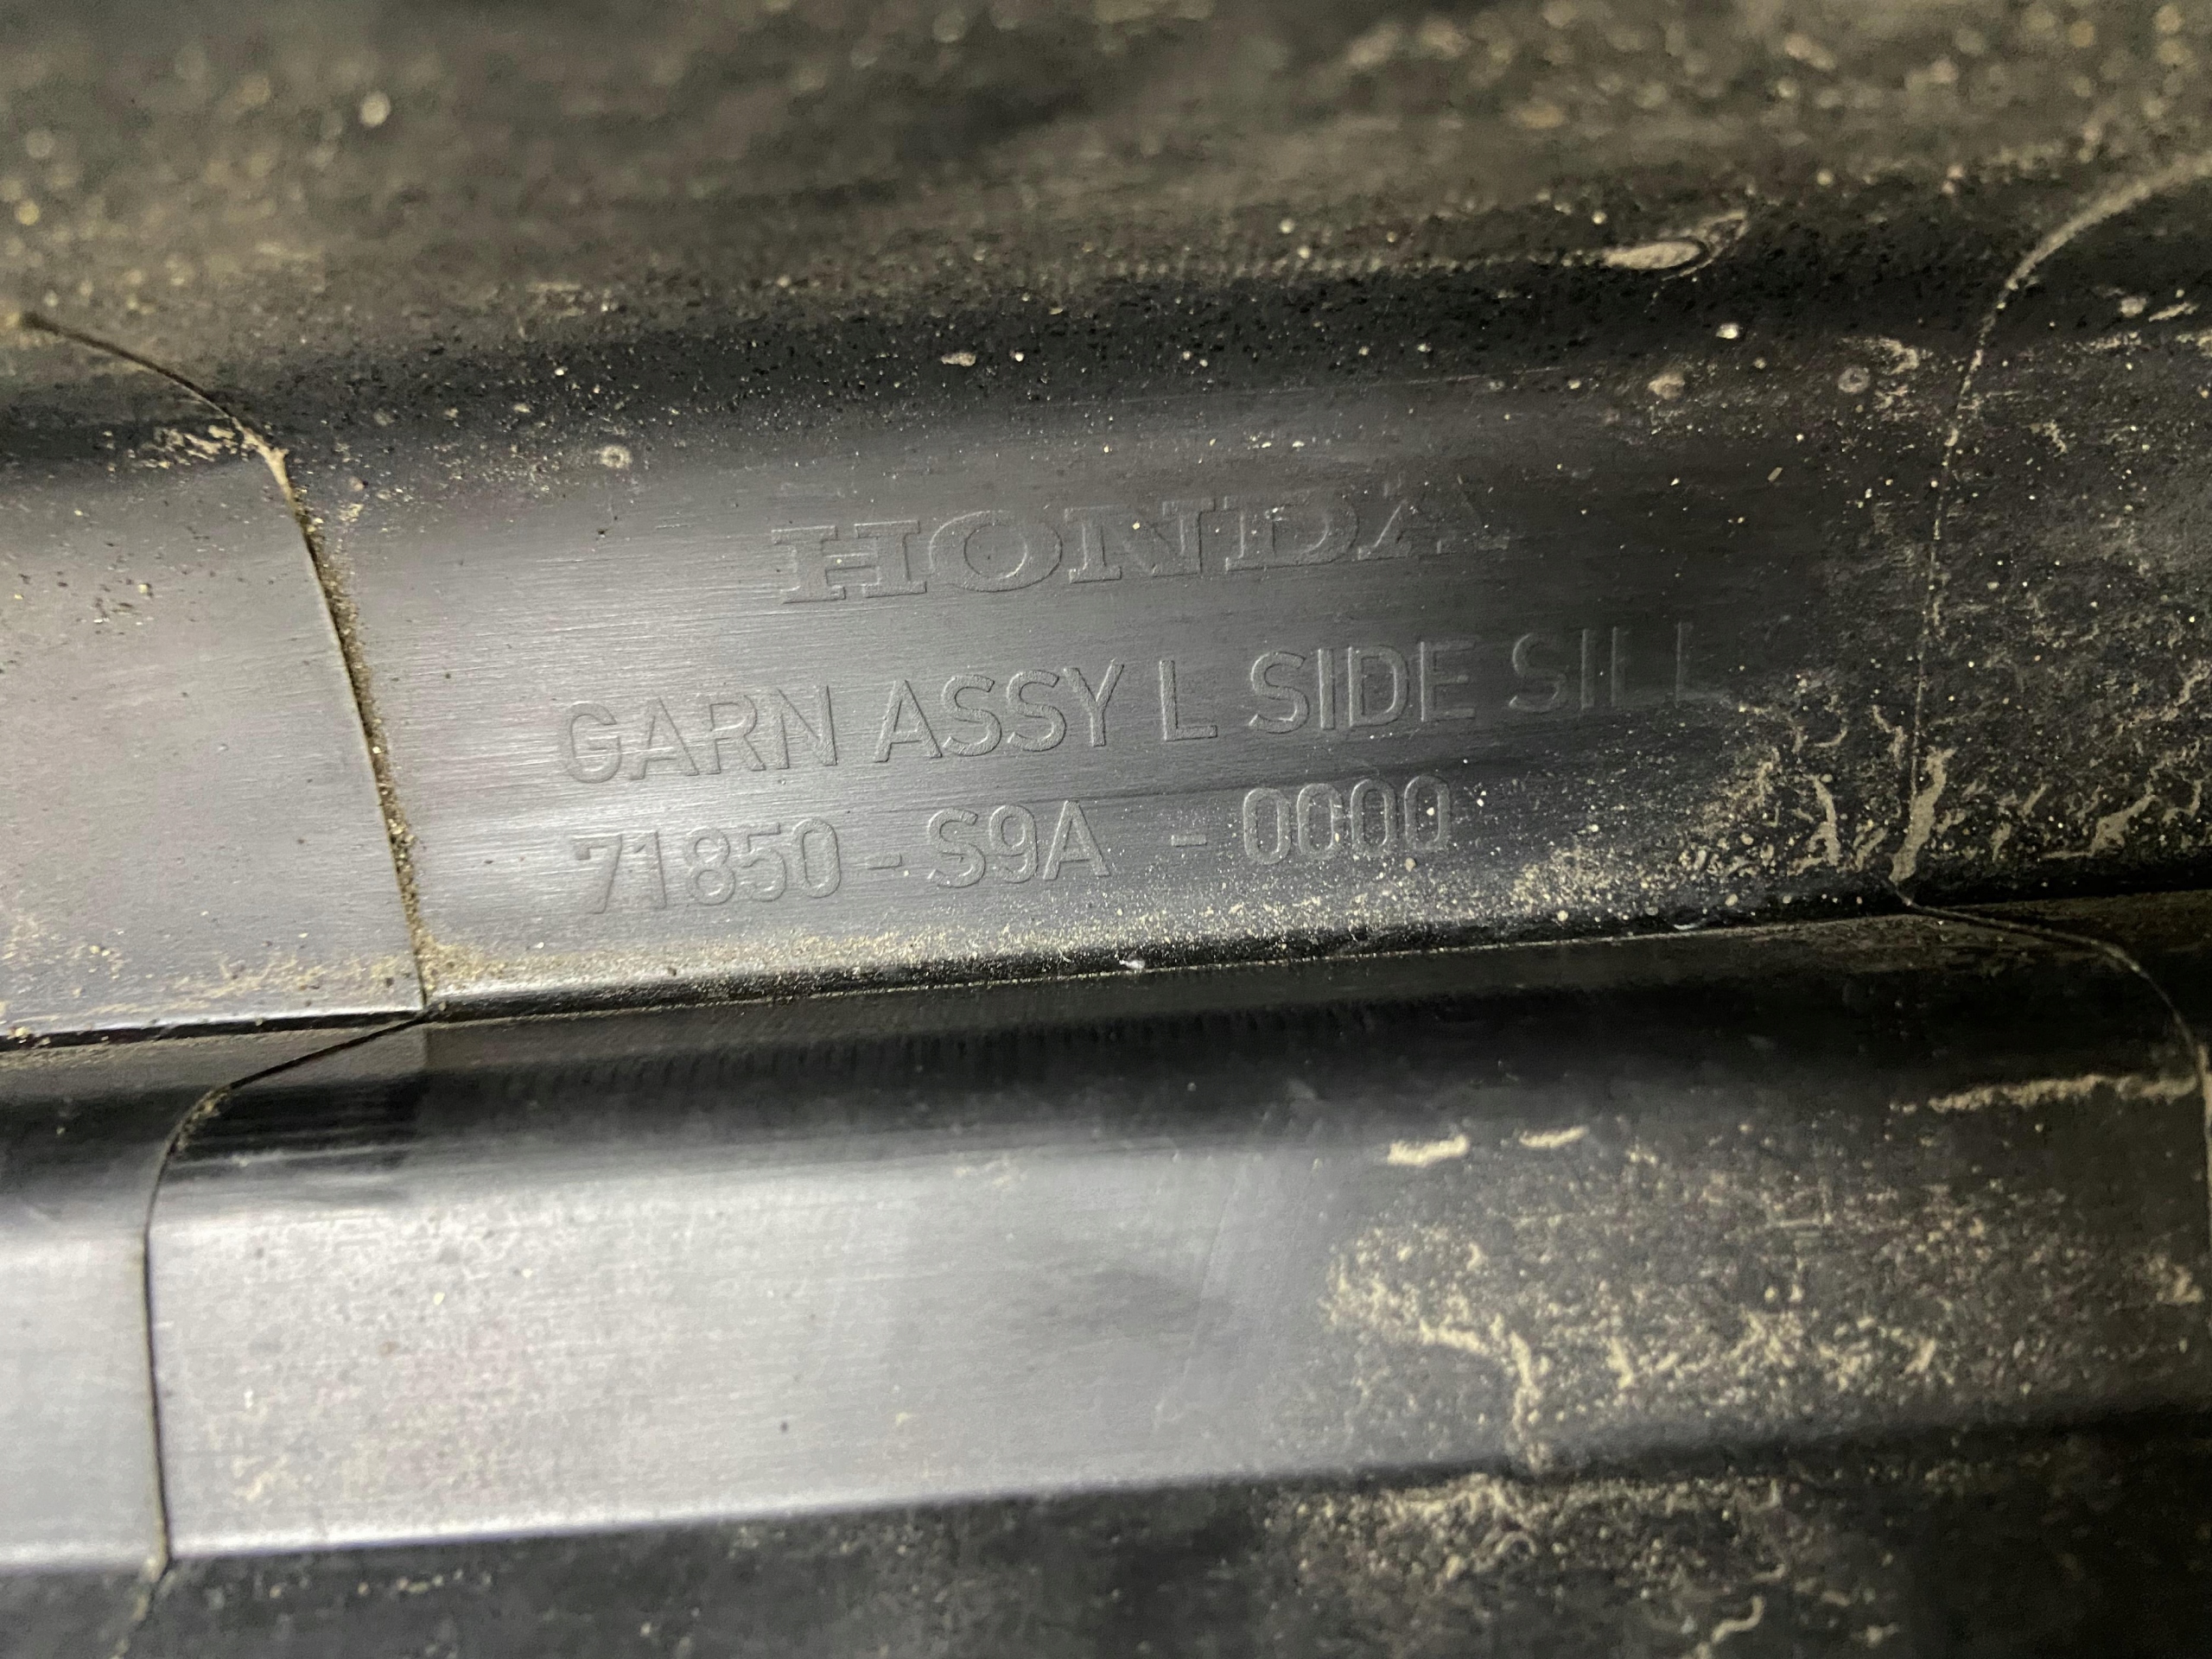 HONDA
GARN ASSY L SIDE SILL
71850 - S9A - 0000